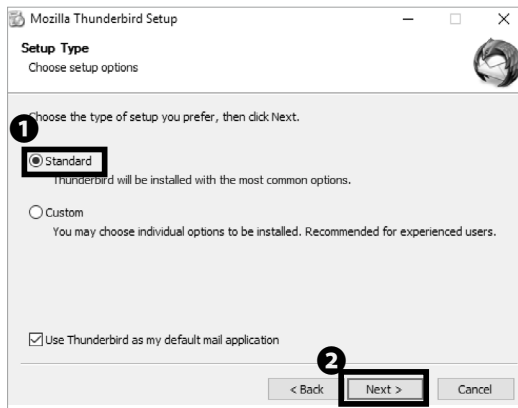 Mozilla Thunderbird Setup
Setup Type
Choose setup options
Choose the type of setup you prefer, then click Next.
1
Standard
Thunderbird will be installed with the most common options.
Custom
You may choose individual options to be installed. Recommended for experienced users.
Use Thunderbird as my default mail application
2
< Back
Next >
Cancel